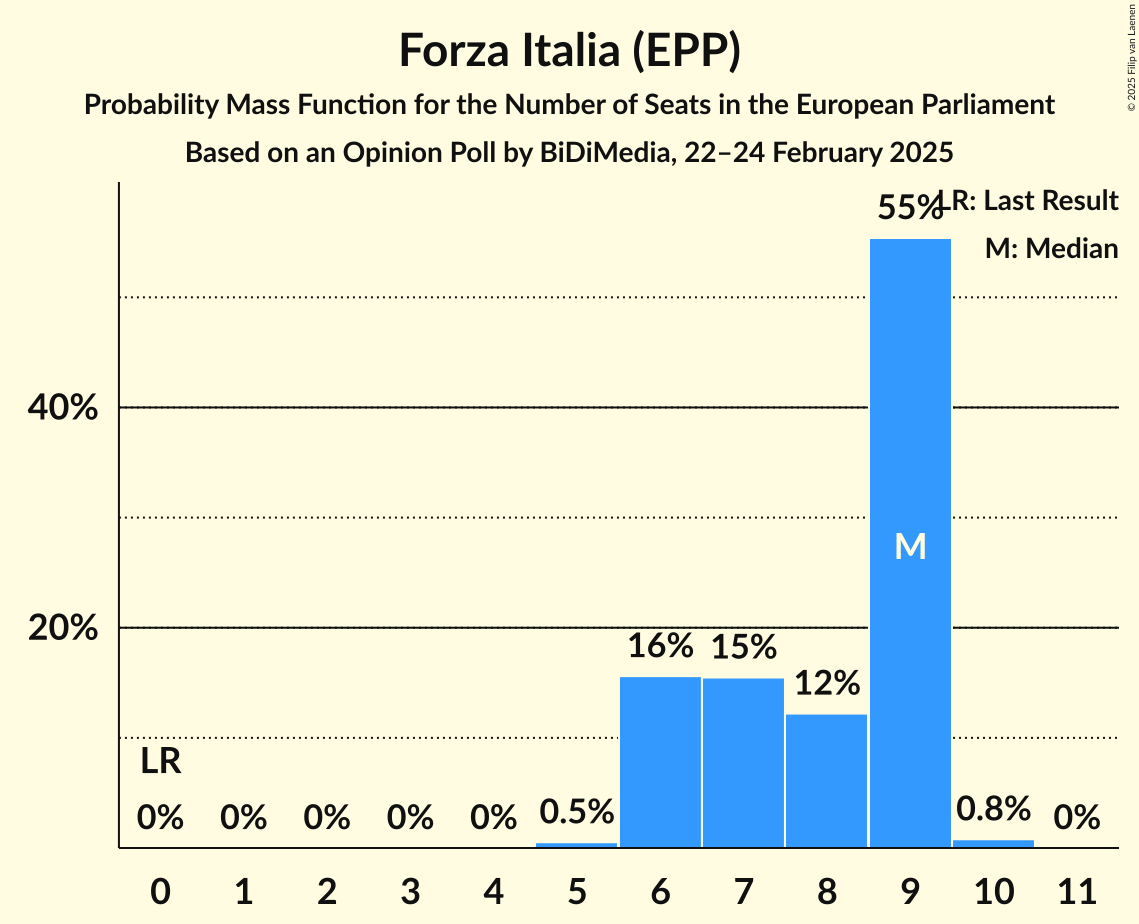 Forza Italia (EPP)
Probability Mass Function for the Number of Seats in the European Parliament
Based on an Opinion Poll by BiDiMedia, 22–24 February 2025
© 2025 Filip van Laenen
LR: Last Result
M: Median
55%
40%
M
20%
16% 15%
12%
LR
0% 0% 0% 0% 0% 0.5% 0.8% 0%
0 1 2 3 4 5 6 7 8 9 10 11